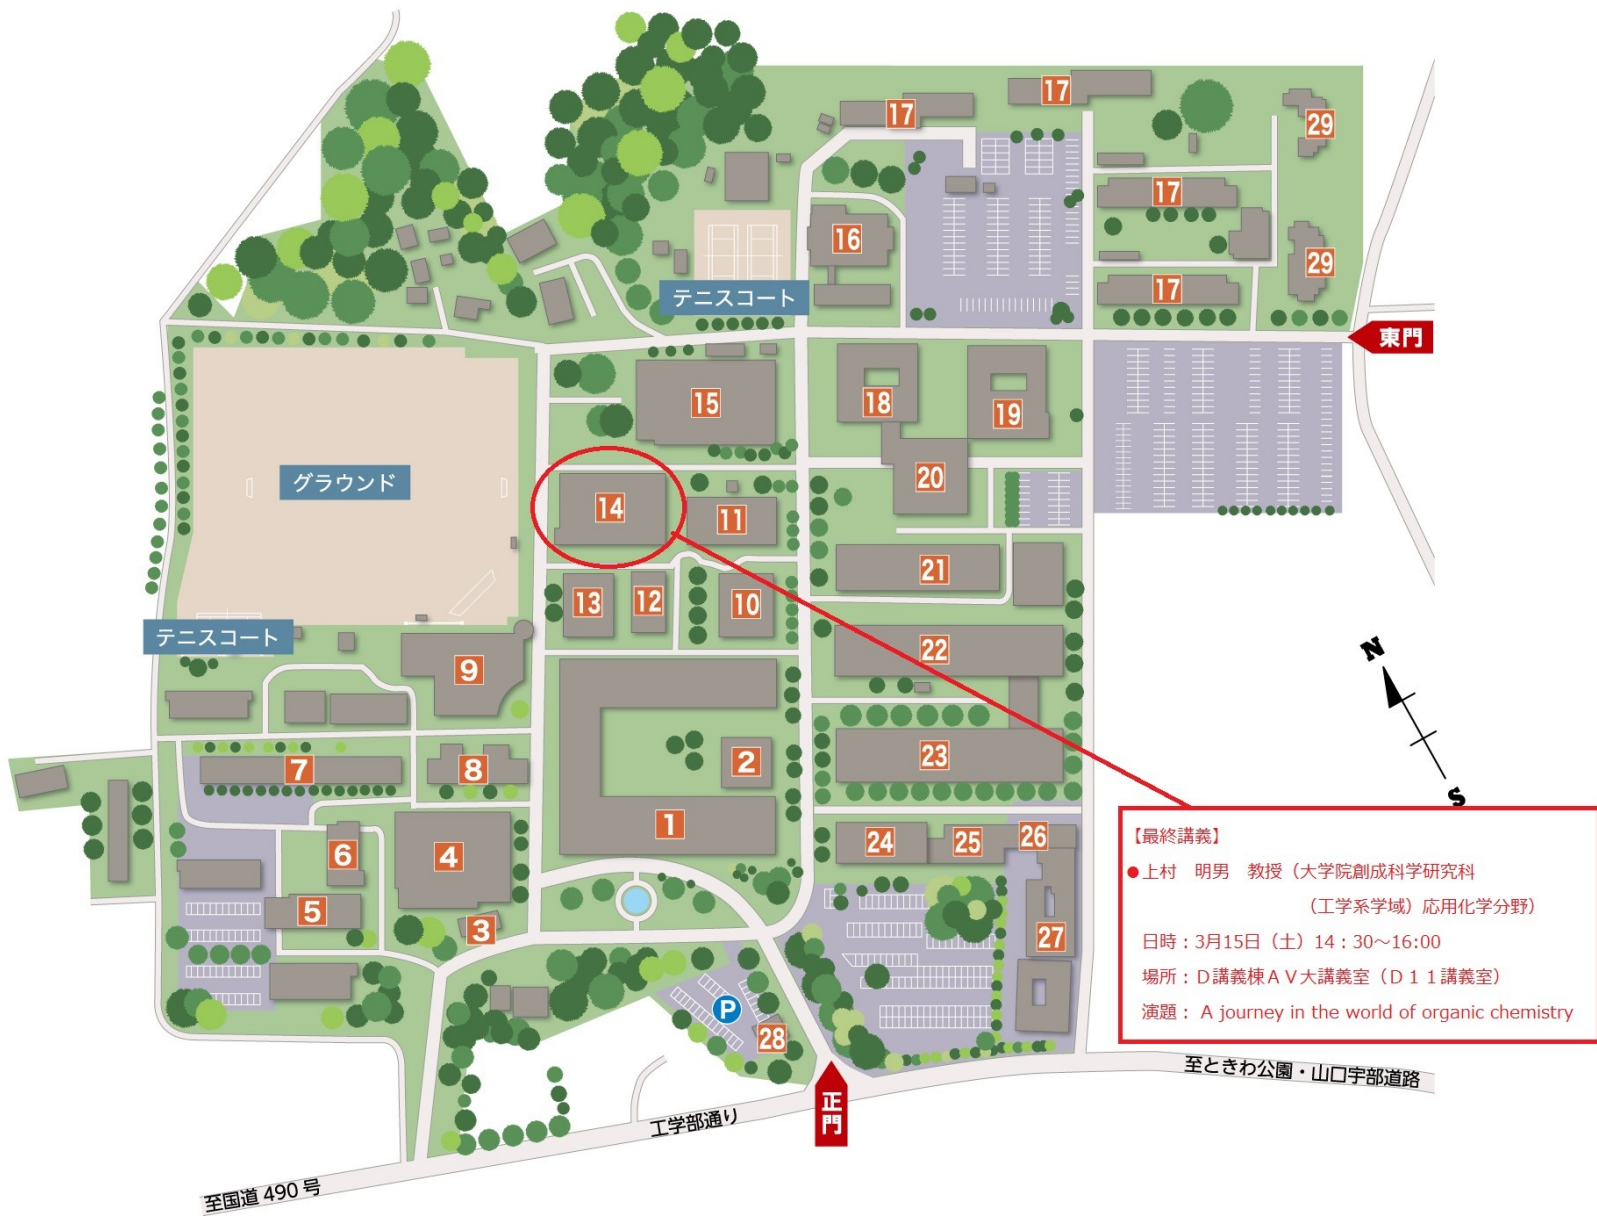 17
17
29
17
16
29
17
テニスコート
東門
15
18
19
グラウンド
20
14
11
21
13
12
10
テニスコート
22
9
N
S
7
8
2
23
1
24
25
26
6
4
5
3
27
P
28
【最終講義】
●上村　明男　教授（大学院創成科学研究科
（工学系学域）応用化学分野）
日時：3月15日（土）14：30～16:00
場所：D講義棟ＡＶ大講義室（Ｄ１１講義室）
演題： A journey in the world of organic chemistry
至ときわ公園・山口宇部道路
正門
工学部通り
至国道 490 号